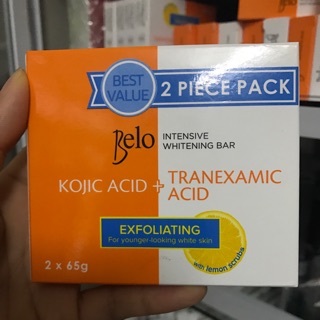 BEST
VALUE
2 PIECE PACK
Belo INTENSIVE
WHITENING BAR
KOJIC ACID + TRANEXAMIC
ACID
EXFOLIATING
For younger-looking white skin
with lemon scrubs
2 x 65g